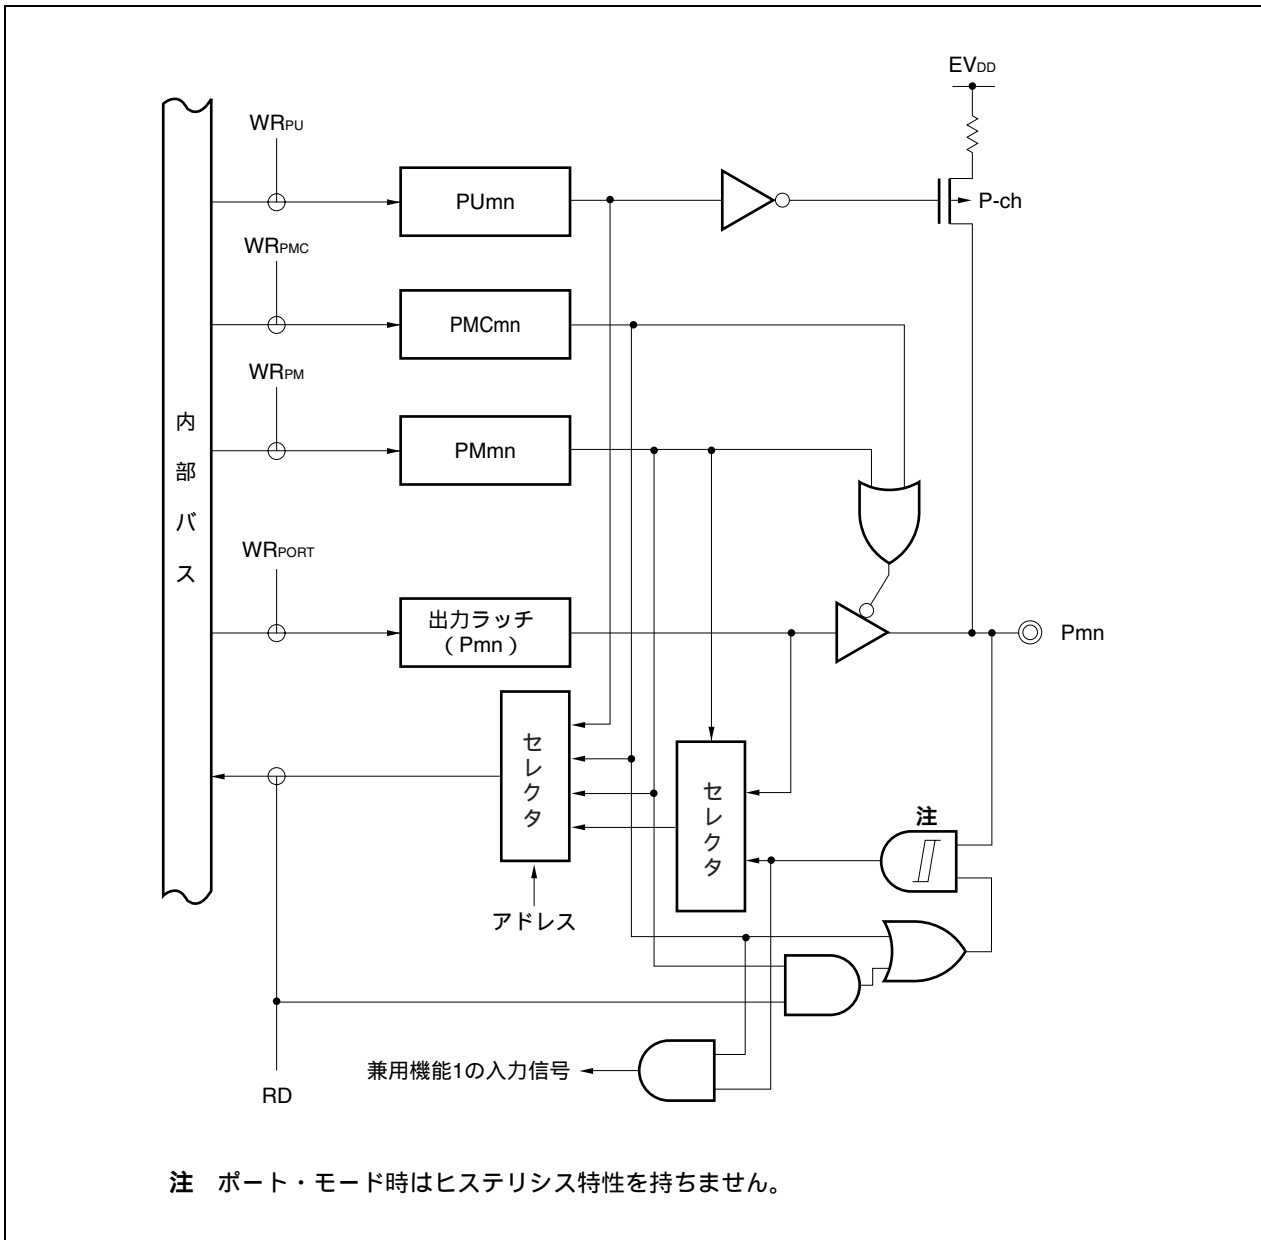 EVDD
WRPU
PUmn
P-ch
WRPMC
PMCmn
WRPM
PMmn
内部バス
WRPORT
出力ラッチ
(Pmn)
Pmn
セレクタ
セレクタ
注
アドレス
兼用機能1の入力信号
RD
注 ポート・モード時はヒステリシス特性を持ちません。